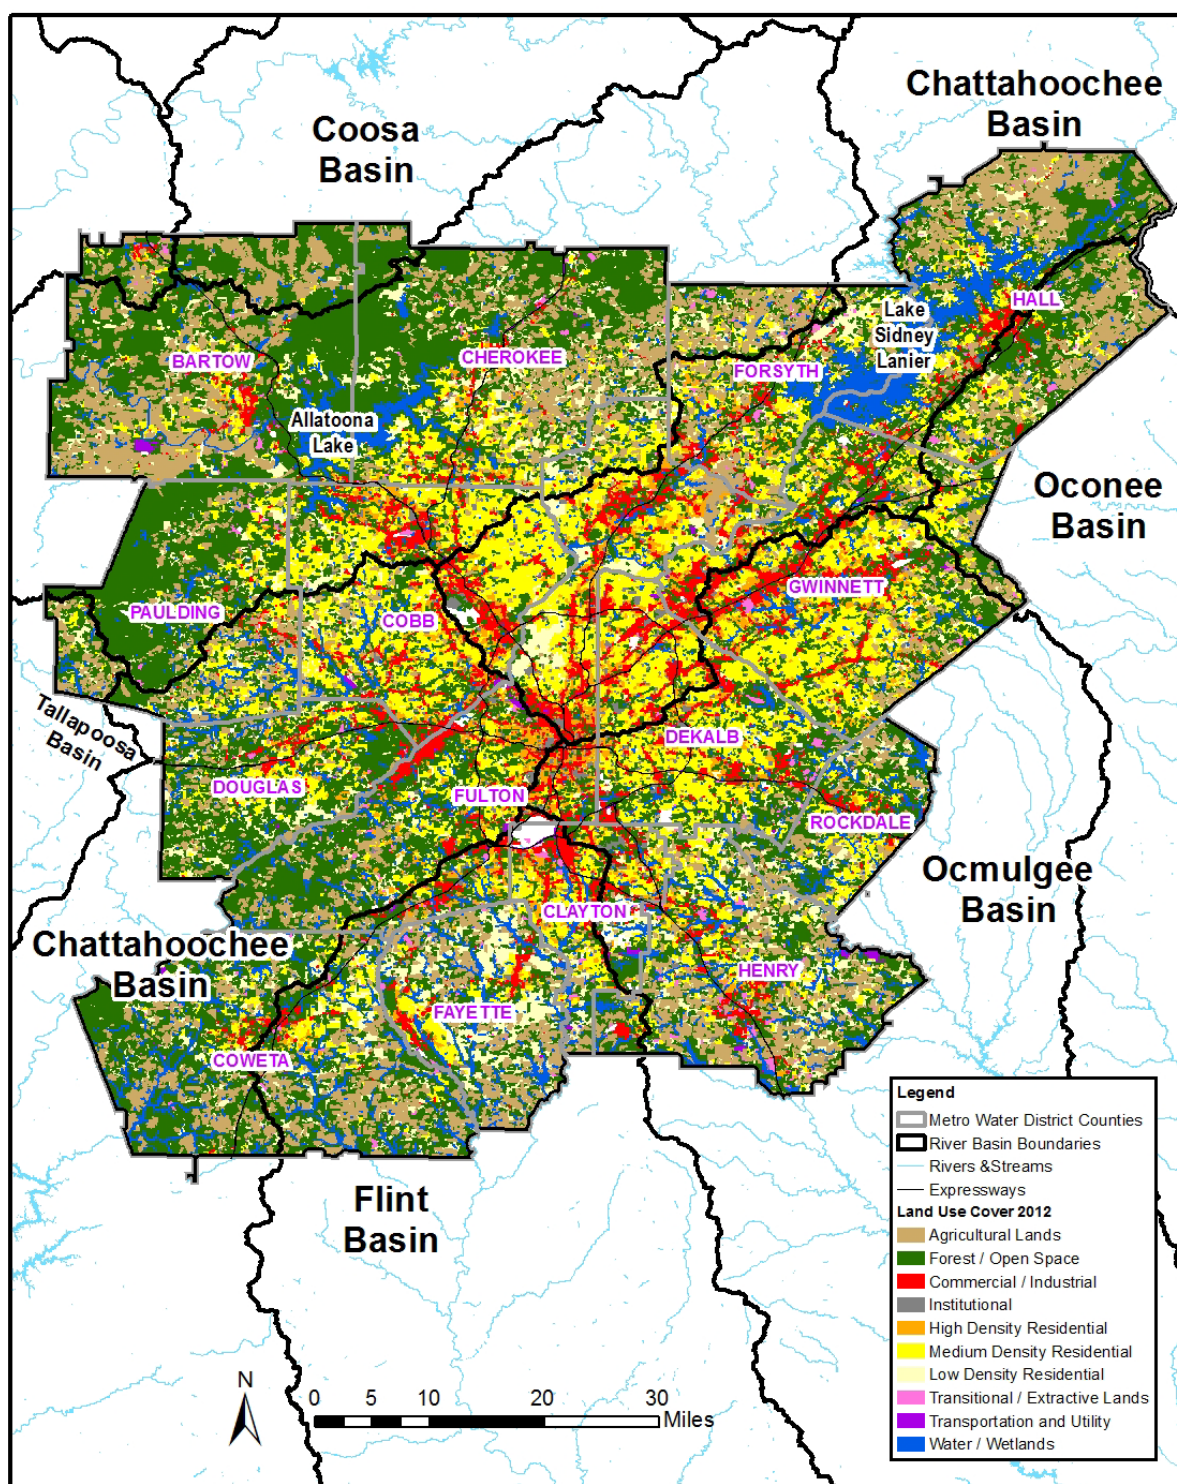 Chattahoochee
Basin
Coosa
Basin
HALL
Lake
Sidney
Lanier
BARTOW
CHEROKEE
FORSYTH
Allatoona
Lake
Oconee
Basin
GWINNETT
PAULDING
COBB
Tallapoosa
Basin
DEKALB
DOUGLAS
FULTON
ROCKDALE
Ocmulgee
Basin
CLAYTON
Chattahoochee
Basin
HENRY
FAYETTE
COWETA
Flint
Basin
Legend
Metro Water District Counties
River Basin Boundaries
Rivers &Streams
Expressways
Land Use Cover 2012
Agricultural Lands
Forest / Open Space
Commercial / Industrial
Institutional
High Density Residential
Medium Density Residential
Low Density Residential
Transitional / Extractive Lands
Transportation and Utility
Water / Wetlands
N
0 5 10 20 30
Miles